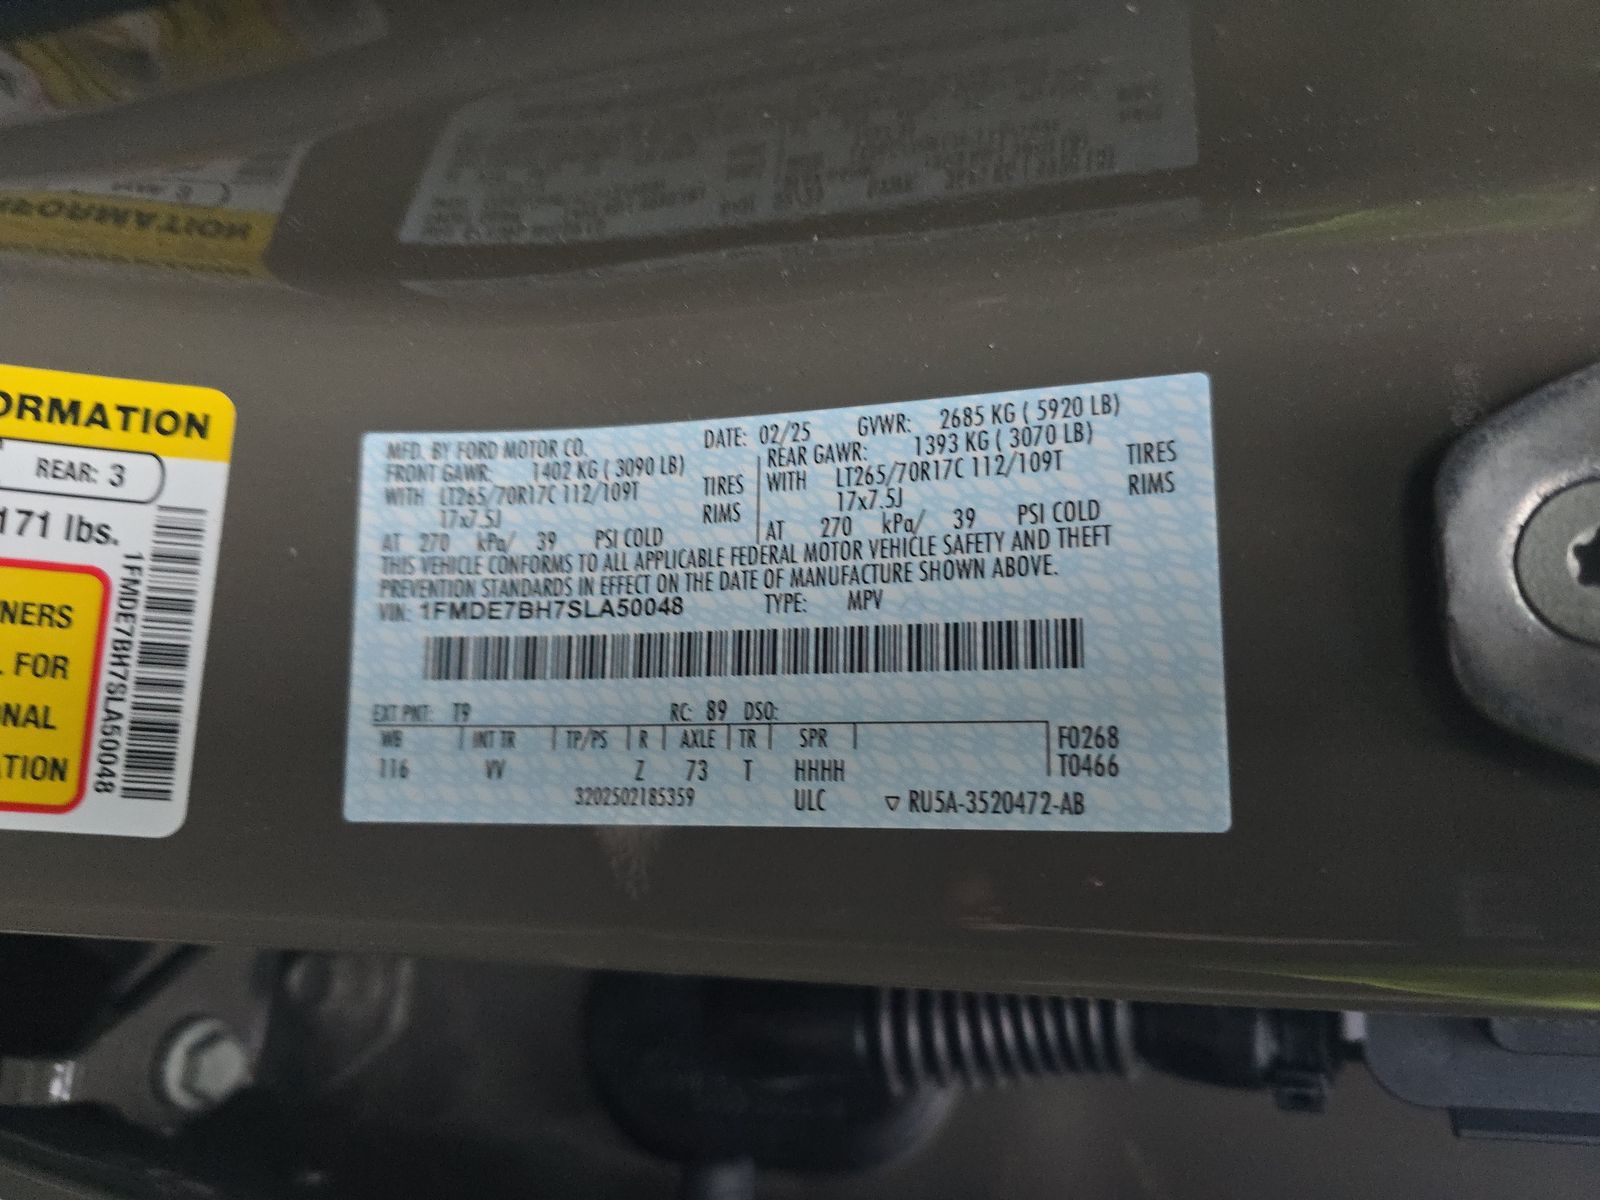 ORMATION
REAR: 3
171 lbs.
NERS
L FOR
NAL
TION
1FMDE7BH7SLA50048
MFD. BY FORD MOTOR CO. DATE: 02/25 GVWR: 2685 KG ( 5920 LB)
FRONT GAWR: 1402 KG ( 3090 LB) REAR GAWR: 1393 KG ( 3070 LB)
WITH LT265/70R17C 112/109T TIRES WITH LT265/70R17C 112/109T TIRES
17x7.5J RIMS 17x7.5J RIMS
AT 270 kPa/ 39 PSI COLD AT 270 kPa/ 39 PSI COLD
THIS VEHICLE CONFORMS TO ALL APPLICABLE FEDERAL MOTOR VEHICLE SAFETY AND THEFT
PREVENTION STANDARDS IN EFFECT ON THE DATE OF MANUFACTURE SHOWN ABOVE.
VIN: 1FMDE7BH7SLA50048 TYPE: MPV
EXT PNT: T9 RC: 89 DSO:
WB INT TR TP/PS R AXLE TR SPR F0268
116 VV Z 73 T HHHH T0466
3202502185359 ULC ▽ RU5A-3520472-AB